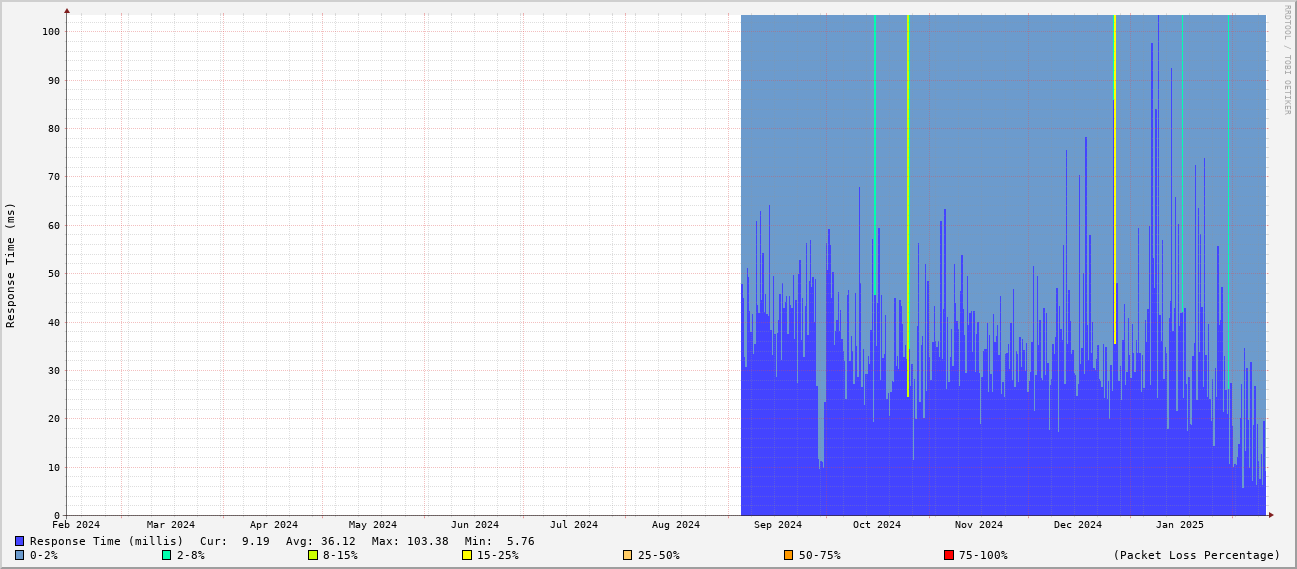 RRDTOOL / TOBI OETIKER
Response Time (ms)
100
90
80
70
60
50
40
30
20
10
0
Feb 2024 Mar 2024 Apr 2024 May 2024 Jun 2024 Jul 2024 Aug 2024 Sep 2024 Oct 2024 Nov 2024 Dec 2024 Jan 2025
Response Time (millis) Cur: 9.19 Avg: 36.12 Max: 103.38 Min: 5.76
0-2% 2-8% 8-15% 15-25% 25-50% 50-75% 75-100% (Packet Loss Percentage)